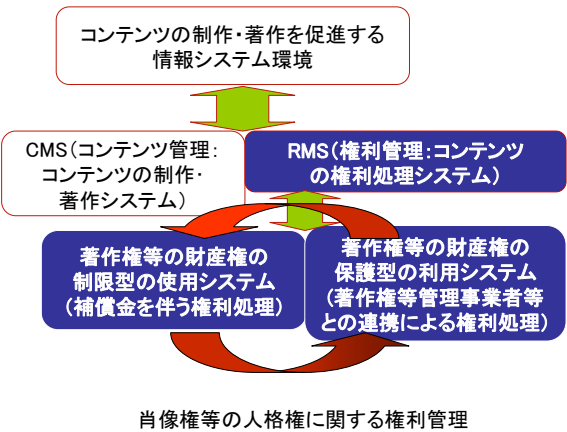 コンテンツの制作・著作を促進する
情報システム環境
CMS(コンテンツ管理:
コンテンツの制作・
著作システム)
RMS(権利管理:コンテンツ
の権利処理システム)
著作権等の財産権の
制限型の使用システム
(補償金を伴う権利処理)
著作権等の財産権の
保護型の利用システム
(著作権等管理事業者等
との連携による権利処理)
肖像権等の人格権に関する権利管理